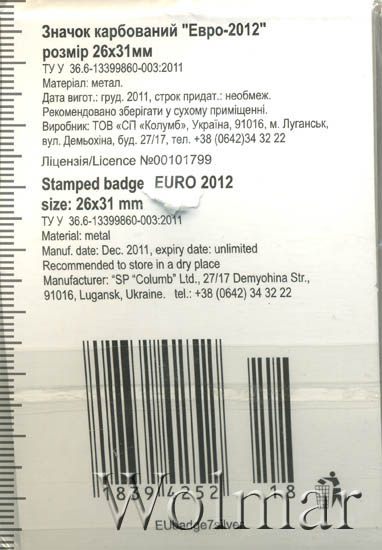 Значок карбований "Евро-2012"
розмір 26х31мм
ТУ У 36.6-13399860-003:2011
Матеріал: метал.
Дата вигот.: груд. 2011, строк придат.: необмеж.
Рекомендовано зберігати у сухому приміщенні.
Виробник: ТОВ «СП «Колумб», Україна, 91016, м. Луганськ,
вул. Демьохіна, буд. 27/17, тел. +38 (0642)34 32 22
Ліцензія/Licence №00101799
Stamped badge EURO 2012
size: 26x31 mm
ТУ У 36.6-13399860-003:2011
Material: metal
Manuf. date: Dec. 2011, expiry date: unlimited
Recommended to store in a dry place
Manufacturer: "SP "Columb" Ltd., 27/17 Demyohina Str.,
91016, Lugansk, Ukraine. tel.: +38 (0642) 34 32 22
18394252 18
Wolmar
EUbadge7silver